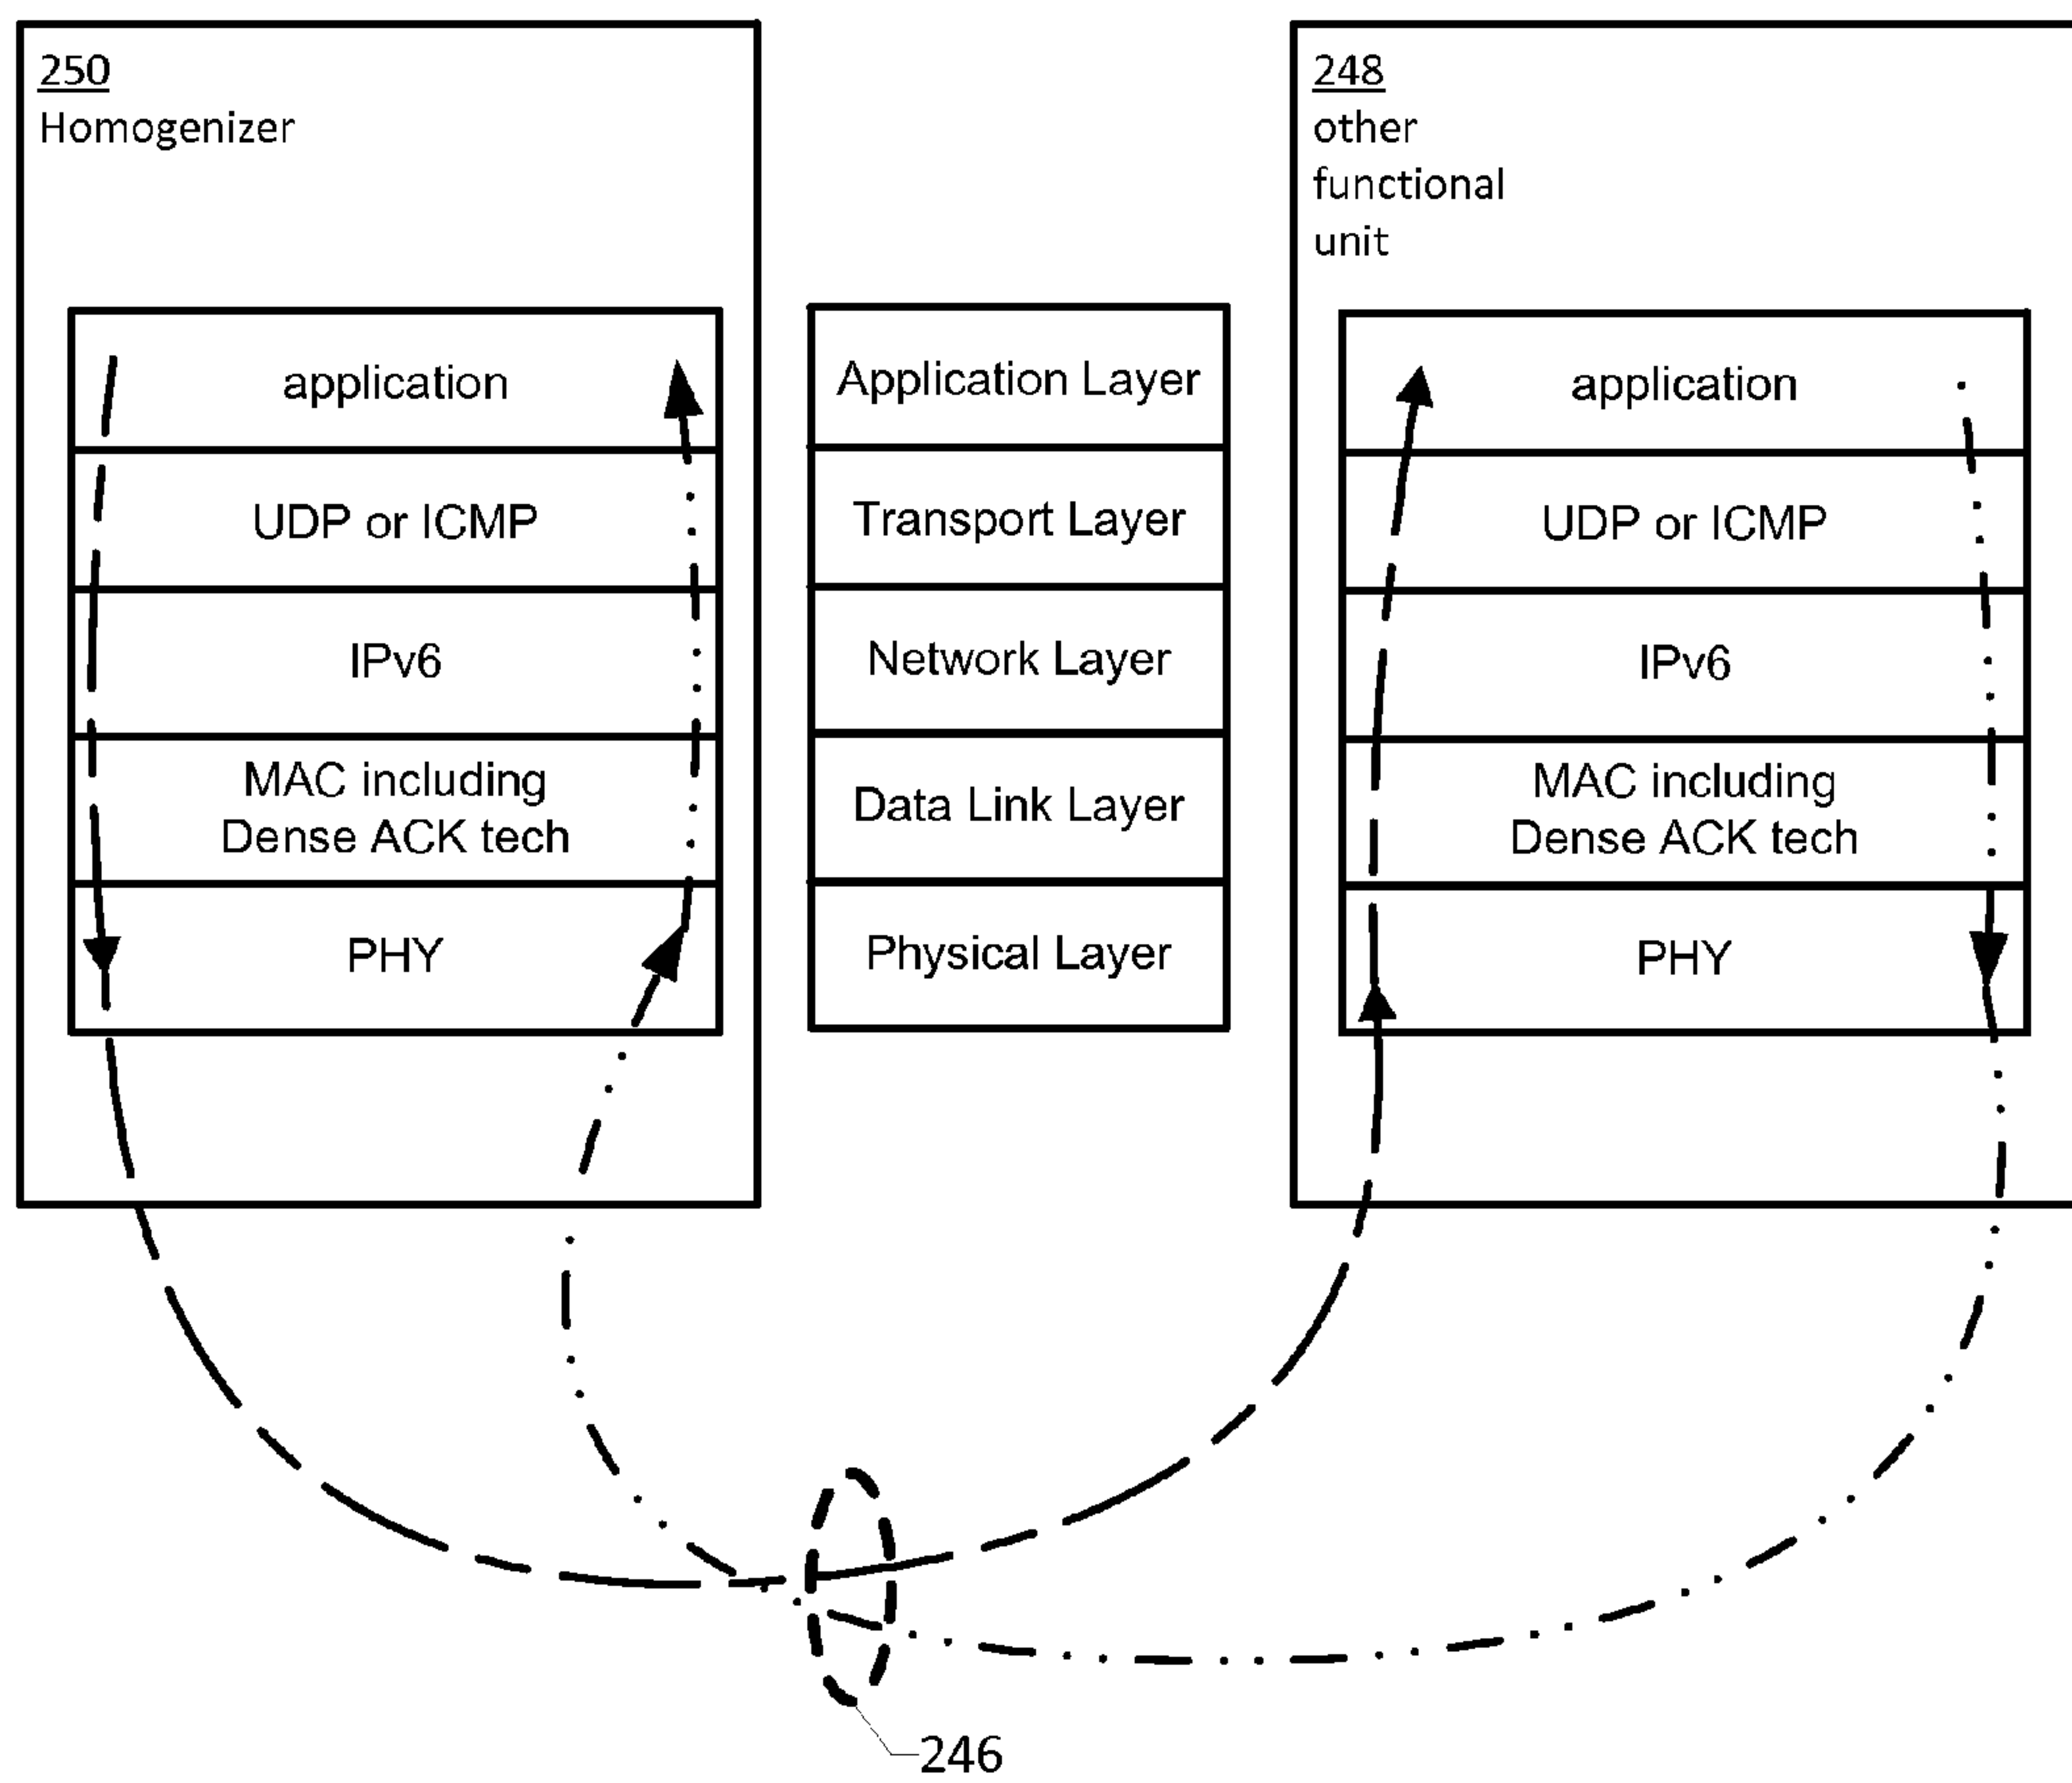 250
Homogenizer
application
UDP or ICMP
IPv6
MAC including
Dense ACK tech
PHY
Application Layer
Transport Layer
Network Layer
Data Link Layer
Physical Layer
248
other
functional
unit
application
UDP or ICMP
IPv6
MAC including
Dense ACK tech
PHY
246